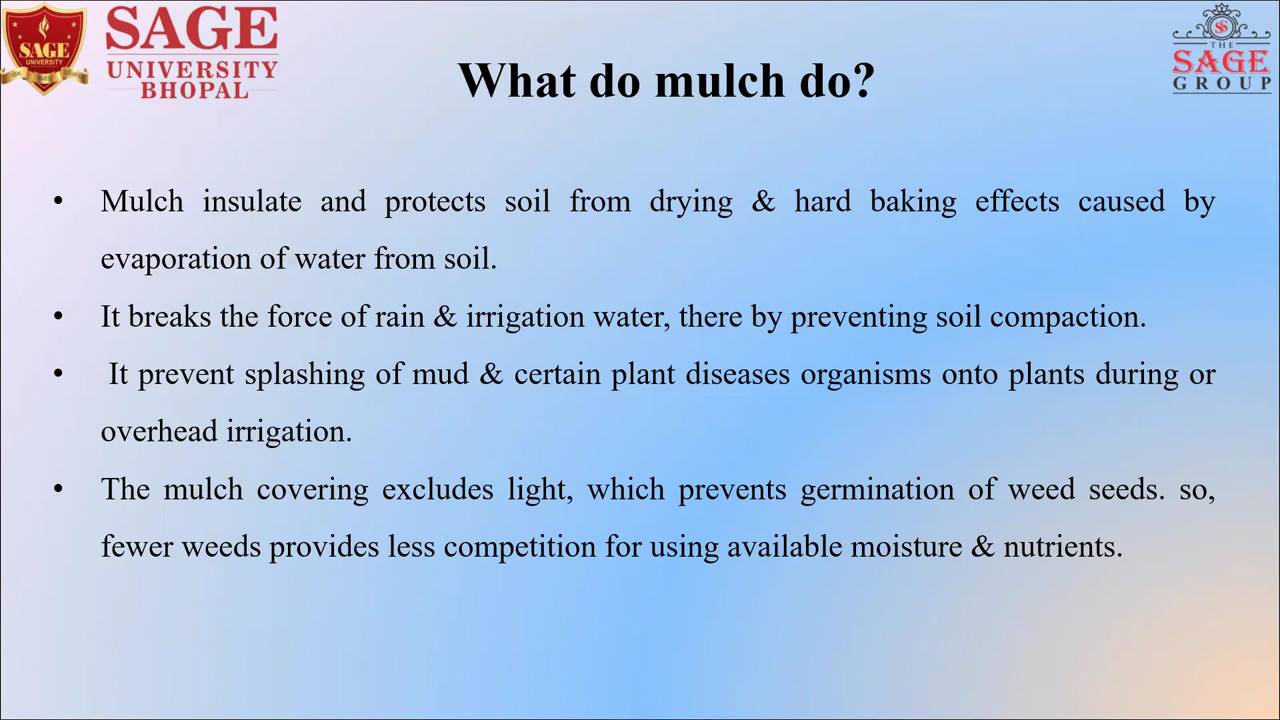 SAGE
SAGE
UNIVERSITY
BHOPAL
THE
SAGE
GROUP
What do mulch do?
• Mulch insulate and protects soil from drying & hard baking effects caused by
evaporation of water from soil.
• It breaks the force of rain & irrigation water, there by preventing soil compaction.
• It prevent splashing of mud & certain plant diseases organisms onto plants during or
overhead irrigation.
• The mulch covering excludes light, which prevents germination of weed seeds. so,
fewer weeds provides less competition for using available moisture & nutrients.